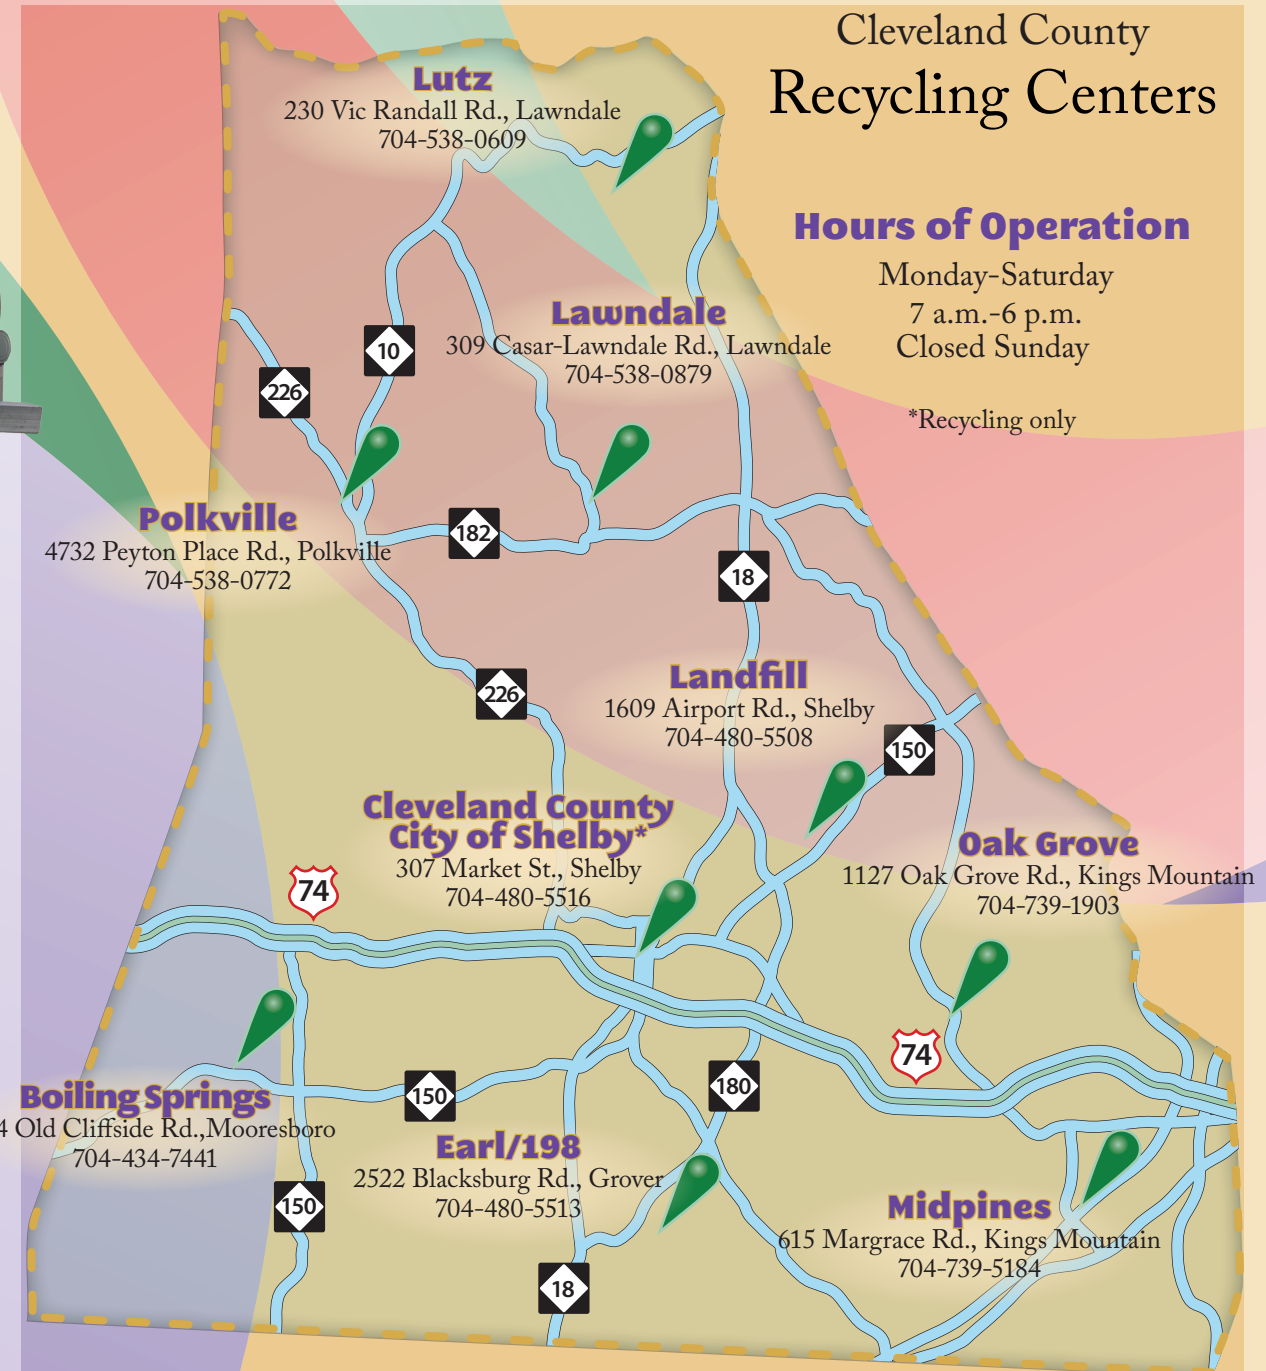 Cleveland County
Recycling Centers
Hours of Operation
Monday-Saturday
7 a.m.-6 p.m.
Closed Sunday
*Recycling only
Lutz
230 Vic Randall Rd., Lawndale
704-538-0609
Lawndale
309 Casar-Lawndale Rd., Lawndale
704-538-0879
10
226
Polkville
4732 Peyton Place Rd., Polkville
704-538-0772
182
18
226
Landfill
1609 Airport Rd., Shelby
704-480-5508
150
Cleveland County
City of Shelby*
307 Market St., Shelby
704-480-5516
Oak Grove
1127 Oak Grove Rd., Kings Mountain
704-739-1903
74
74
Boiling Springs
4 Old Cliffside Rd.,Mooresboro
704-434-7441
150
180
Earl/198
2522 Blacksburg Rd., Grover
704-480-5513
150
Midpines
615 Margrace Rd., Kings Mountain
704-739-5184
18